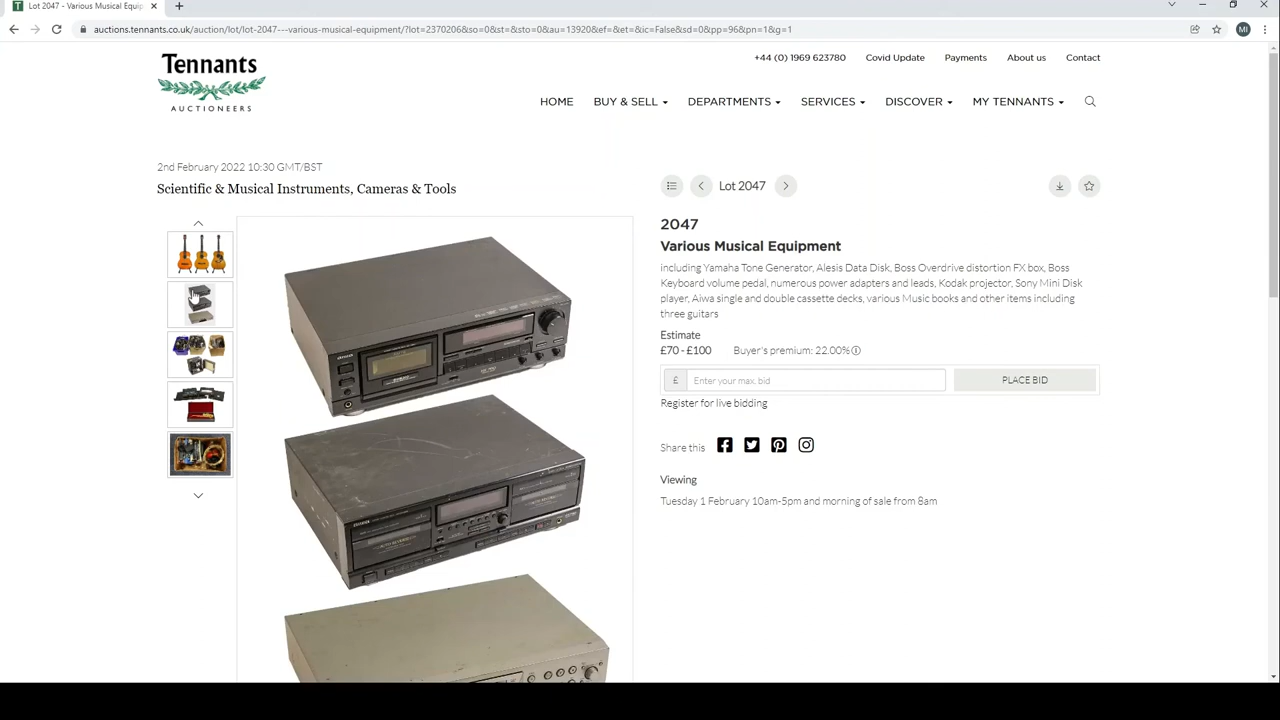 Lot 2047 - Various Musical Equip
auctions.tennants.co.uk/auction/lot/lot-2047---various-musical-equipment/?lot=2370206&so=0&st=&sto=0&au=13920&ef=&et=&ic=False&sd=0&pp=96&pn=1&g=1
MI
Tennants
AUCTIONEERS
+44 (0) 1969 623780
Covid Update
Payments
About us
Contact
HOME
BUY & SELL
DEPARTMENTS
SERVICES
DISCOVER
MY TENNANTS
2nd February 2022 10:30 GMT/BST
Scientific & Musical Instruments, Cameras & Tools
Lot 2047
2047
Various Musical Equipment
including Yamaha Tone Generator, Alesis Data Disk, Boss Overdrive distortion FX box, Boss
Keyboard volume pedal, numerous power adapters and leads, Kodak projector, Sony Mini Disk
player, Aiwa single and double cassette decks, various Music books and other items including
three guitars
Estimate
£70 - £100
Buyer's premium: 22.00%
£
Enter your max. bid
PLACE BID
Register for live bidding
Share this
Viewing
Tuesday 1 February 10am-5pm and morning of sale from 8am